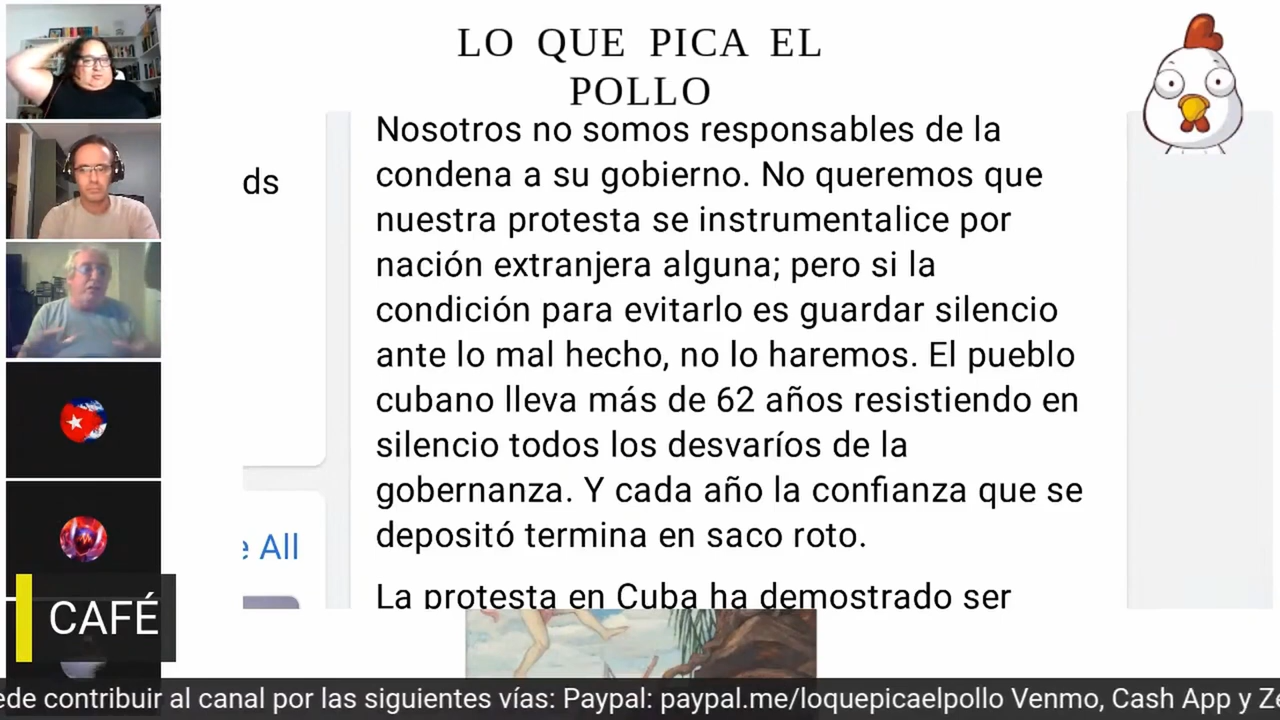 LO QUE PICA EL
POLLO
Nosotros no somos responsables de la
condena a su gobierno. No queremos que
nuestra protesta se instrumentalice por
nación extranjera alguna; pero si la
condición para evitarlo es guardar silencio
ante lo mal hecho, no lo haremos. El pueblo
cubano lleva más de 62 años resistiendo en
silencio todos los desvaríos de la
gobernanza. Y cada año la confianza que se
depositó termina en saco roto.
La protesta en Cuba ha demostrado ser
ds
e All
CAFÉ
ede contribuir al canal por las siguientes vías: Paypal: paypal.me/loquepicaelpollo Venmo, Cash App y Ze